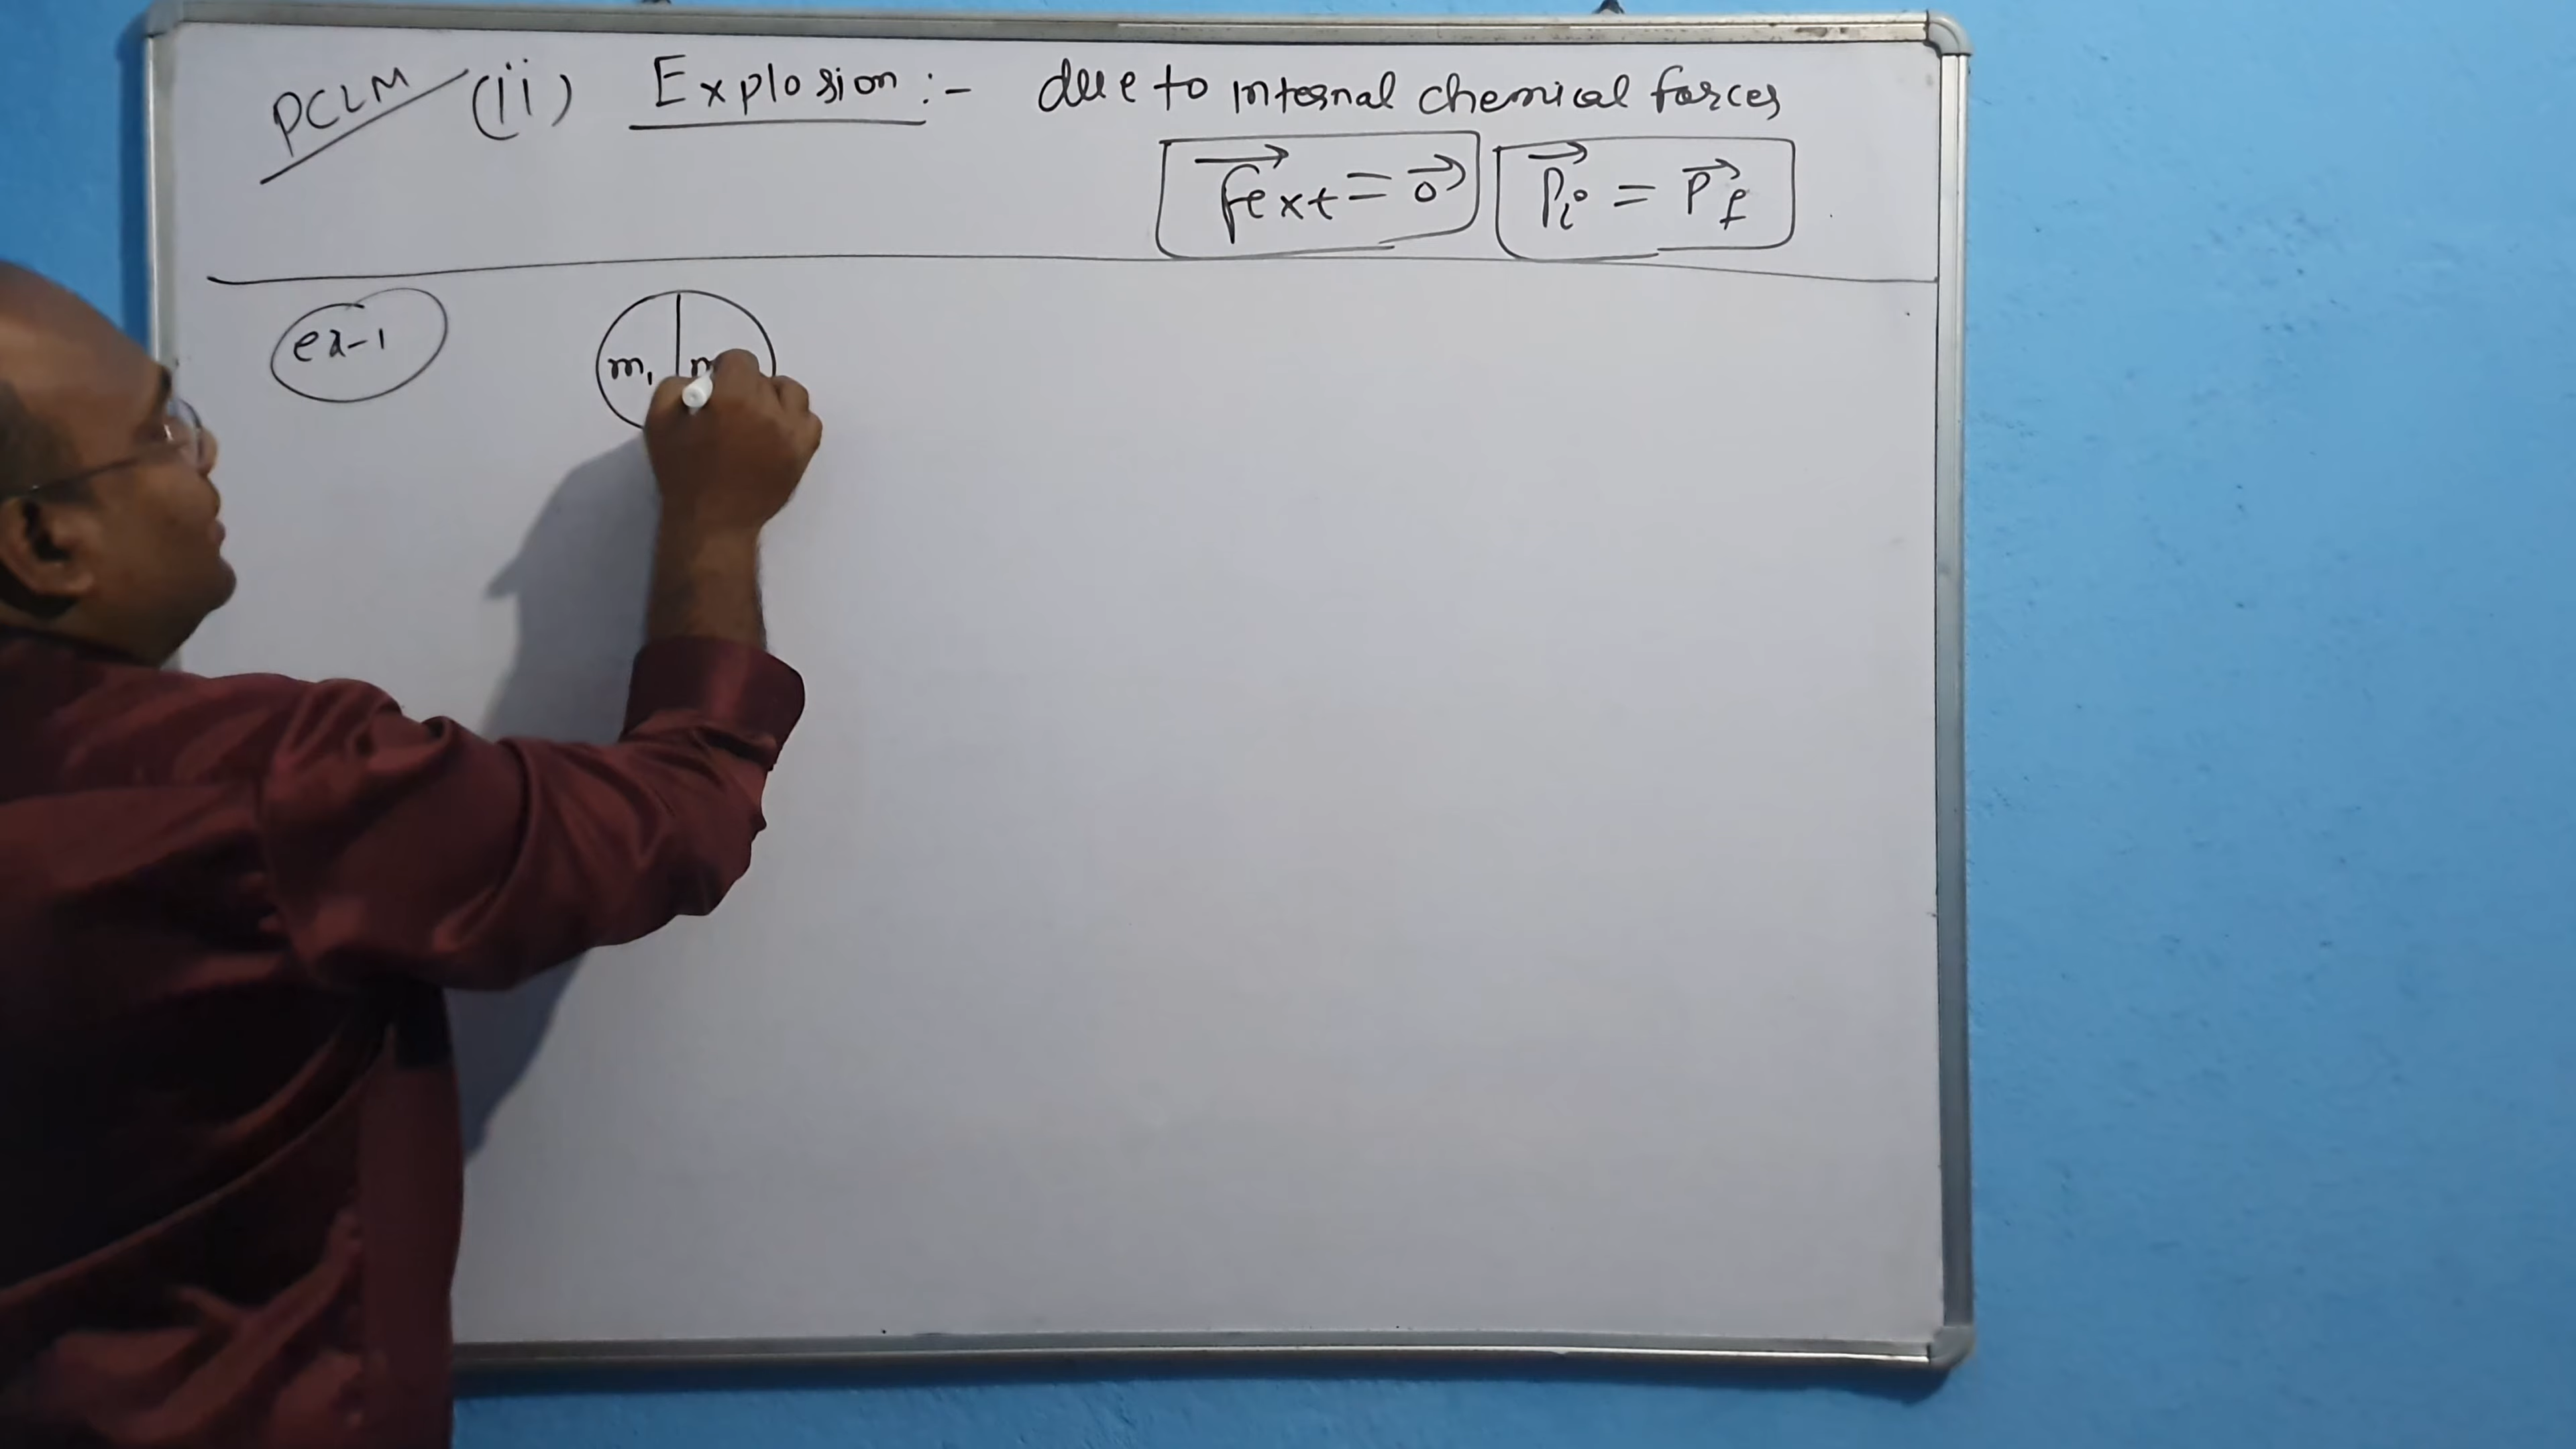 PCLM (ii) Explosion :- due to internal chemical forces
Fext = 0 Pi = Pf
ex-1
m1 m